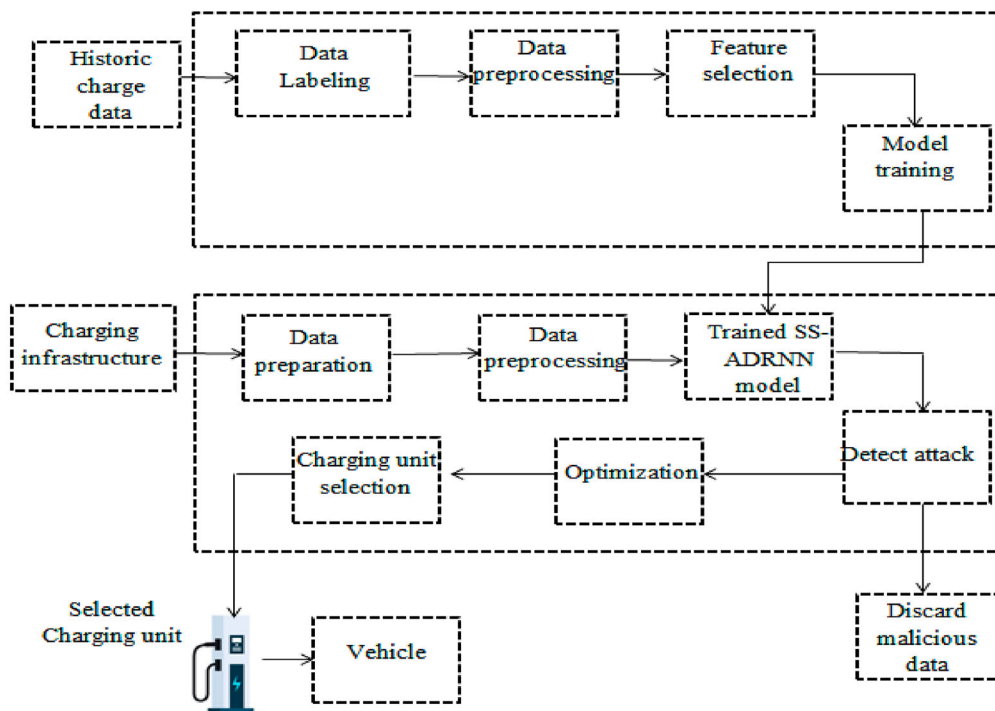 Historic
charge
data
Data
Labeling
Data
preprocessing
Feature
selection
Model
training
Charging
infrastructure
Data
preparation
Data
preprocessing
Trained SS-
ADRNN
model
Detect attack
Optimization
Charging unit
selection
Selected
Charging unit
Vehicle
Discard
malicious
data